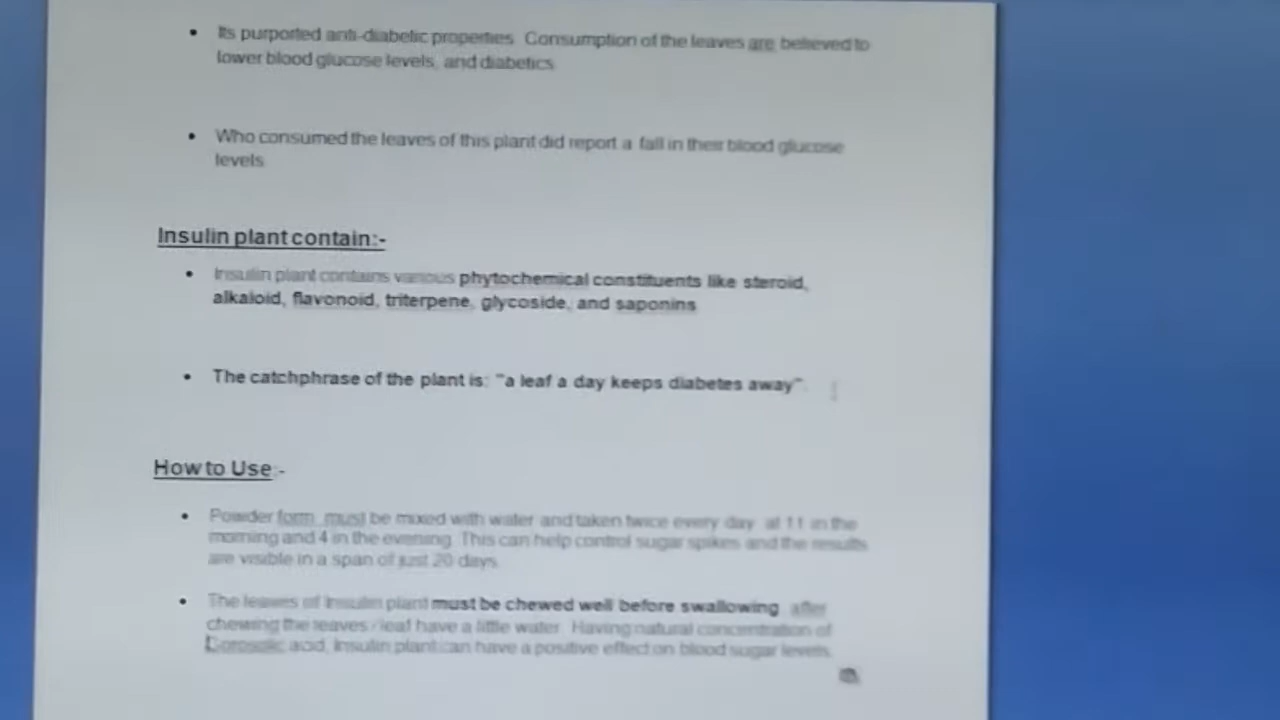 Its purported anti-diabetic properties. Consumption of the leaves are believed to
lower blood glucose levels, and diabetics
Who consumed the leaves of this plant did report a fall in their blood glucose
levels
Insulin plant contain:-
Insulin plant contains various phytochemical constituents like steroid,
alkaloid, flavonoid, triterpene, glycoside, and saponins
The catchphrase of the plant is: "a leaf a day keeps diabetes away".
How to Use:-
Powder form, must be mixed with water and taken twice every day at 11 in the
morning and 4 in the evening. This can help control sugar spikes and the results
are visible in a span of just 20 days.
The leaves of Insulin plant must be chewed well before swallowing after
chewing the leaves / leaf have a little water. Having natural concentration of
Corosolic acid, Insulin plant can have a positive effect on blood sugar levels.